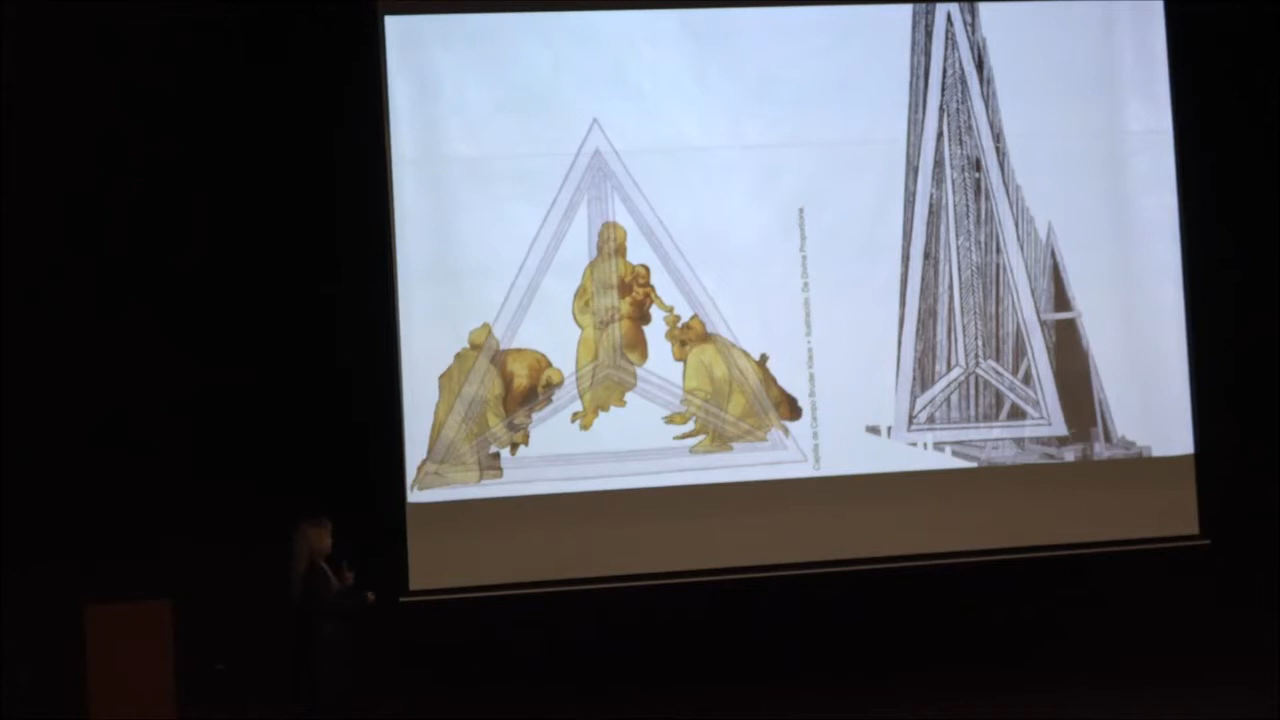 Capilla de Campo Bruder Klaus + Ilustración. De Divina Proportione.